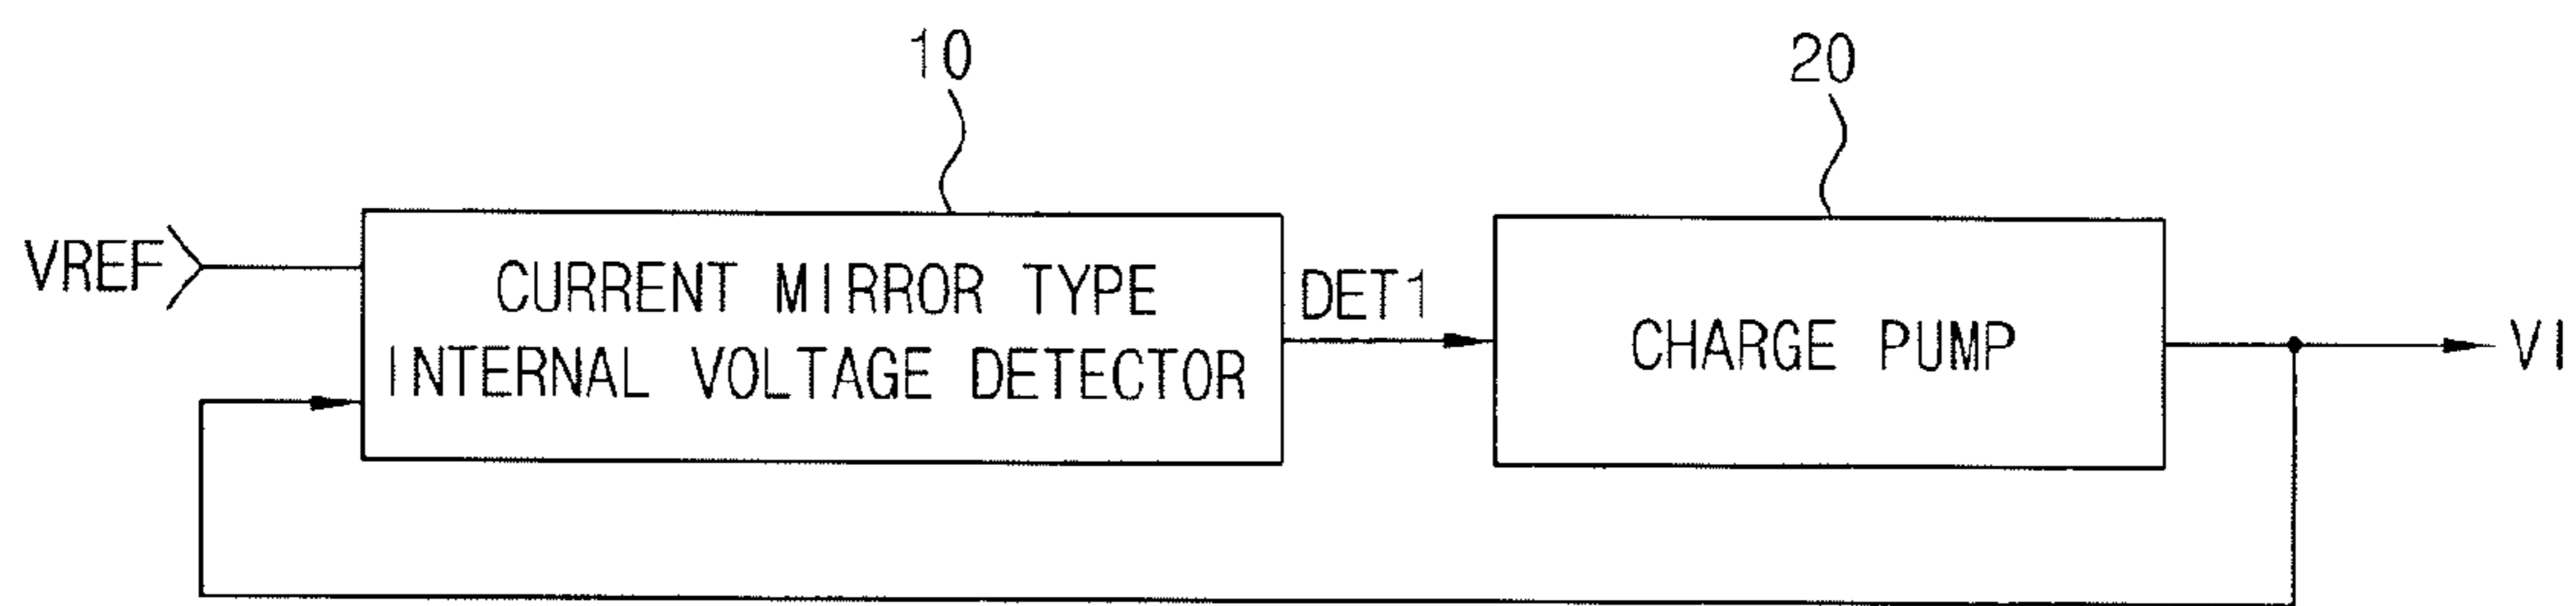 10
20
VREF
CURRENT MIRROR TYPE
INTERNAL VOLTAGE DETECTOR
DET1
CHARGE PUMP
VI